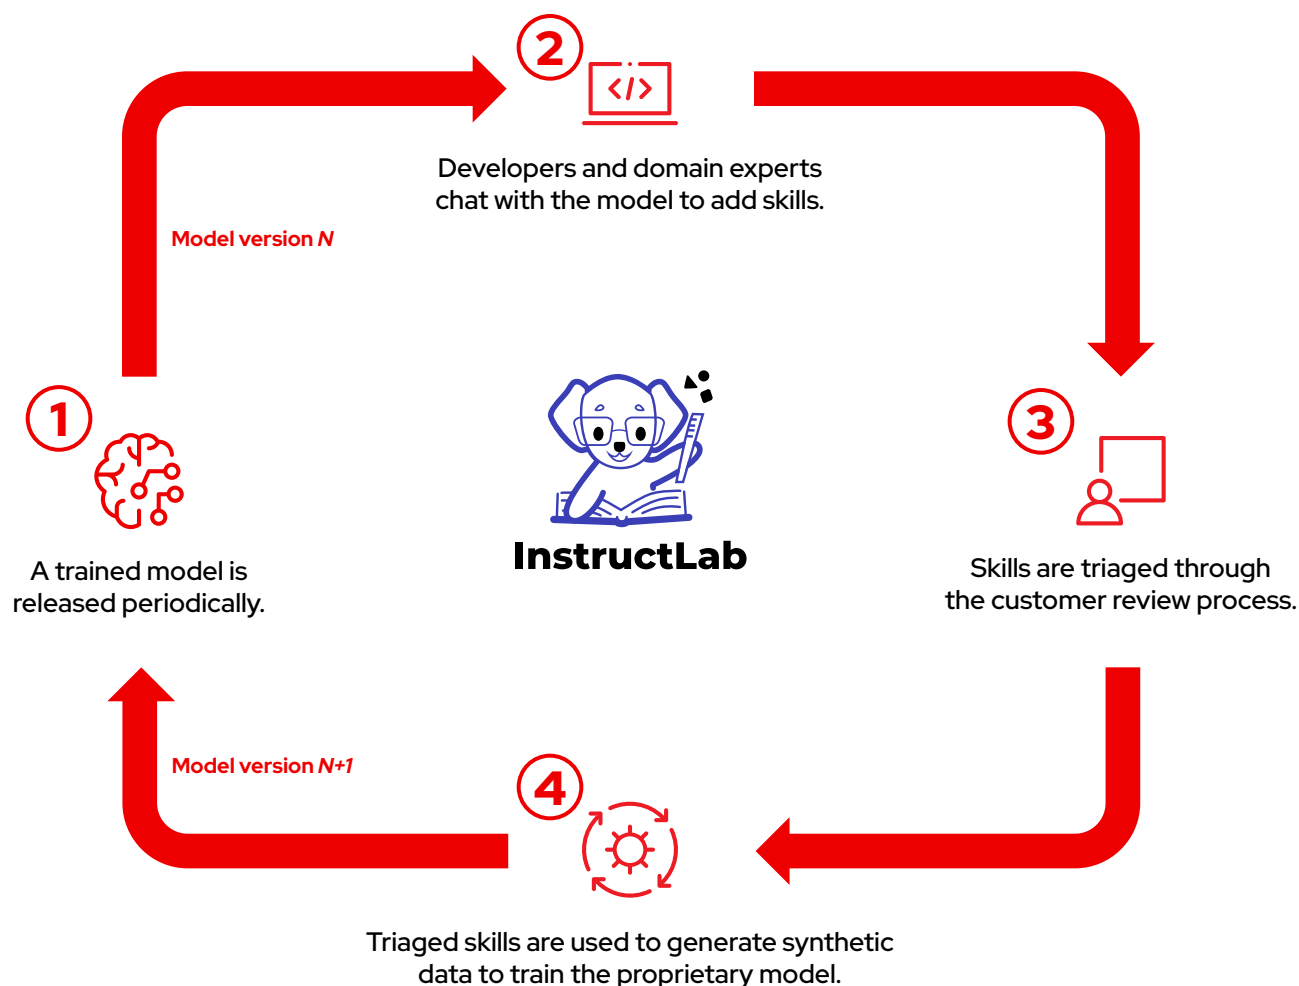 2
</>
Developers and domain experts
chat with the model to add skills.
Model version N
1
A trained model is
released periodically.
InstructLab
3
Skills are triaged through
the customer review process.
Model version N+1
4
Triaged skills are used to generate synthetic
data to train the proprietary model.